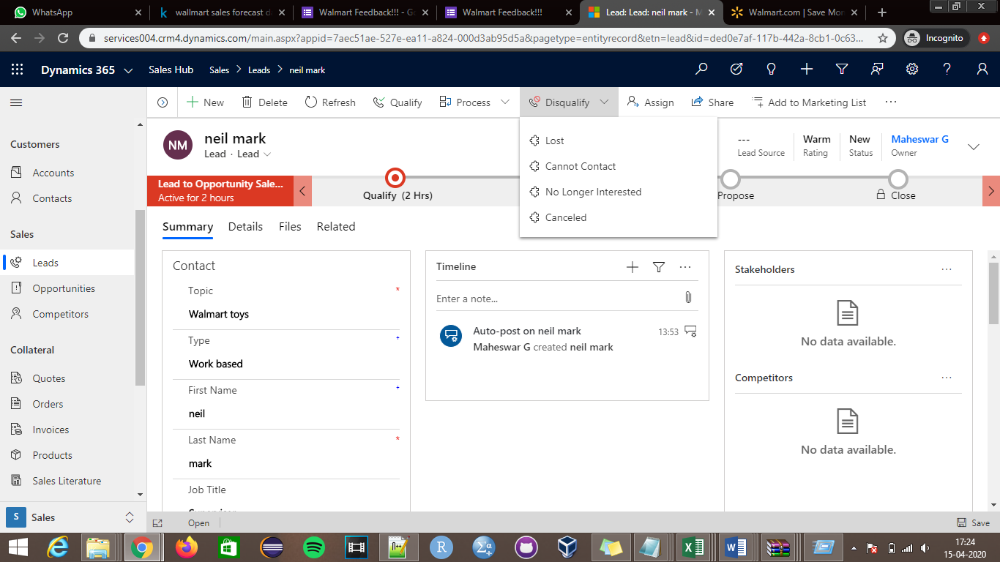 WhatsApp
wallmart sales forecast d
Walmart Feedback!!! - Go
Walmart Feedback!!!
Lead: Lead: neil mark - M
Walmart.com | Save Mon
services004.crm4.dynamics.com/main.aspx?appid=7aec51ae-527e-ea11-a824-000d3ab95d5a&pagetype=entityrecord&etn=lead&id=ded0e7af-117b-442a-8cb1-0c63...
Incognito
Dynamics 365
Sales Hub
Sales > Leads > neil mark
New
Delete
Refresh
Qualify
Process
Disqualify
Assign
Share
Add to Marketing List
Lost
Cannot Contact
No Longer Interested
Canceled
Customers
Accounts
Contacts
Sales
Leads
Opportunities
Competitors
Collateral
Quotes
Orders
Invoices
Products
Sales Literature
S Sales
NM
neil mark
Lead · Lead
---
Lead Source
Warm
Rating
New
Status
Maheswar G
Owner
Lead to Opportunity Sale...
Active for 2 hours
Qualify (2 Hrs)
Propose
Close
Summary
Details
Files
Related
Contact
Topic *
Walmart toys
Type +
Work based
First Name +
neil
Last Name *
mark
Job Title
Timeline
Enter a note...
Auto-post on neil mark
13:53
Maheswar G created neil mark
Stakeholders
No data available.
Competitors
No data available.
Open
Save
17:24
15-04-2020